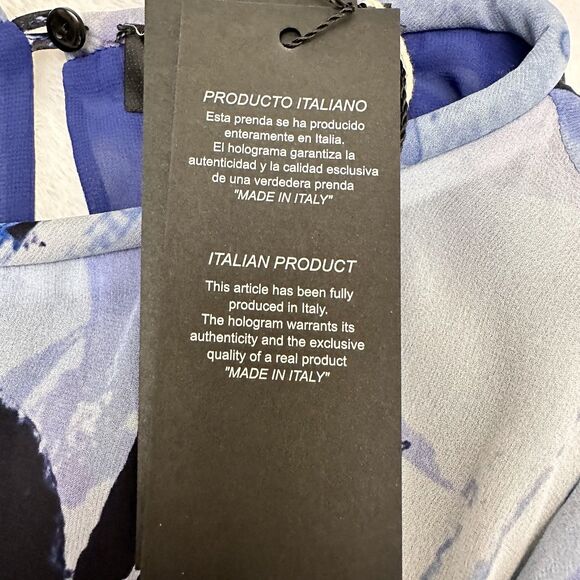 PRODUCTO ITALIANO
Esta prenda se ha producido
enteramente en Italia.
El holograma garantiza la
autenticidad y la calidad esclusiva
de una verdedera prenda
"MADE IN ITALY"
ITALIAN PRODUCT
This article has been fully
produced in Italy.
The hologram warrants its
authenticity and the exclusive
quality of a real product
"MADE IN ITALY"